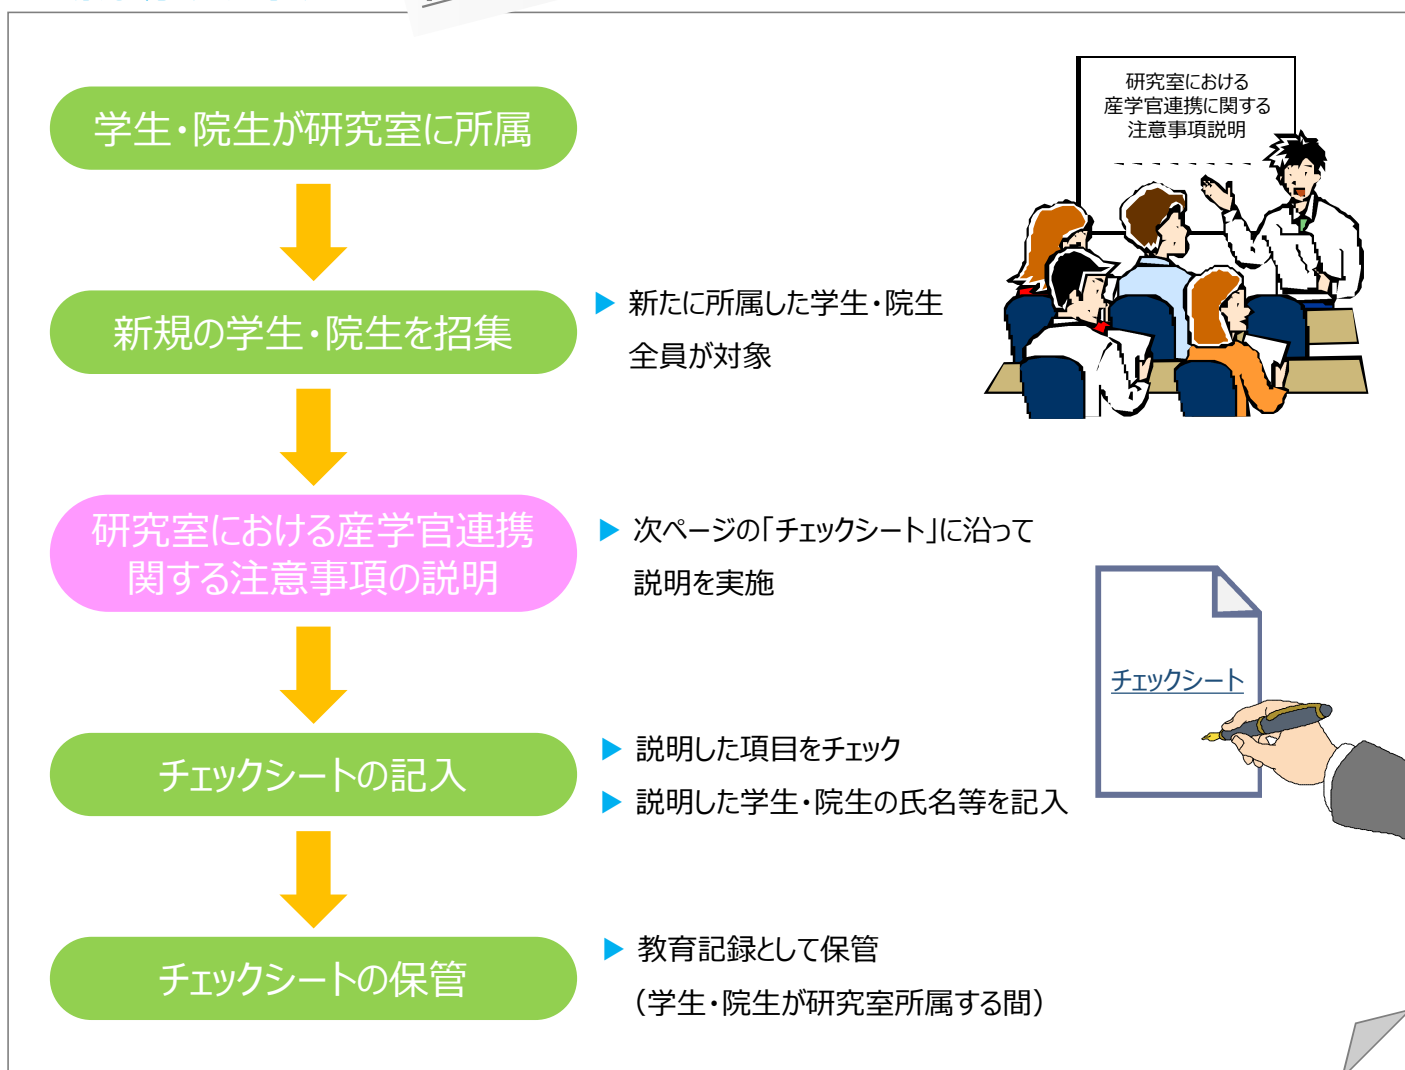 学生・院生が研究室に所属
研究室における
産学官連携に関する
注意事項説明
新規の学生・院生を招集
▶ 新たに所属した学生・院生
全員が対象
研究室における産学官連携
関する注意事項の説明
▶ 次ページの「チェックシート」に沿って
説明を実施
チェックシート
チェックシートの記入
▶ 説明した項目をチェック
▶ 説明した学生・院生の氏名等を記入
チェックシートの保管
▶ 教育記録として保管
（学生・院生が研究室所属する間）